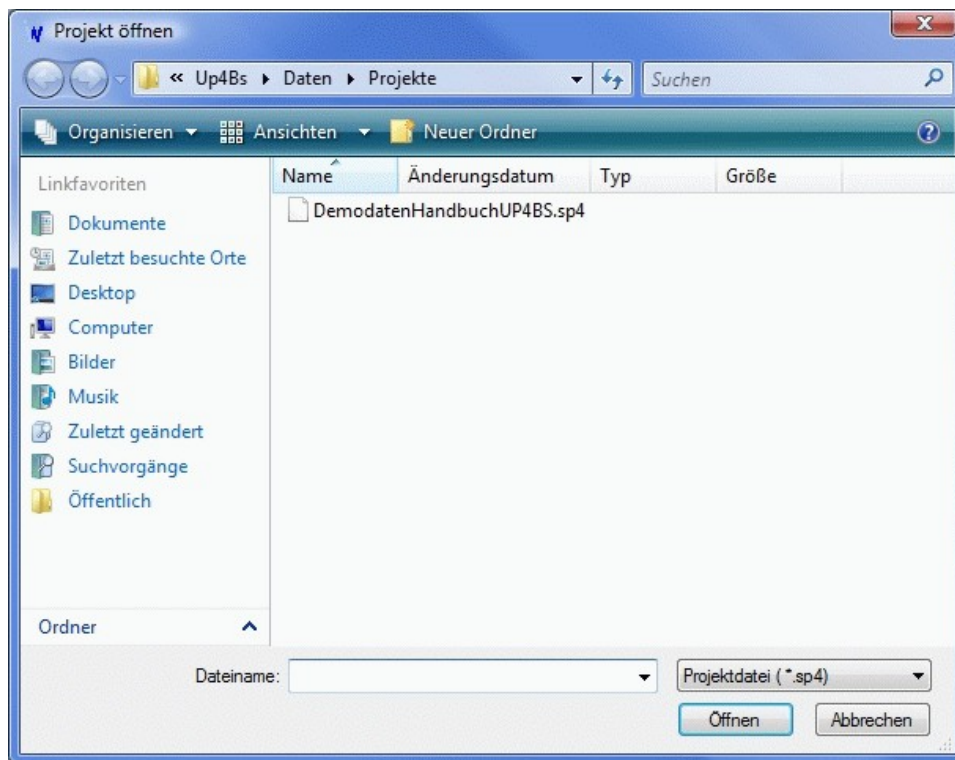 Projekt öffnen
« Up4Bs Daten Projekte Suchen
Organisieren Ansichten Neuer Ordner
Linkfavoriten
Dokumente
Zuletzt besuchte Orte
Desktop
Computer
Bilder
Musik
Zuletzt geändert
Suchvorgänge
Öffentlich
Ordner
Name Änderungsdatum Typ Größe
DemodatenHandbuchUP4BS.sp4
Dateiname: Projektdatei ( *.sp4)
Öffnen Abbrechen